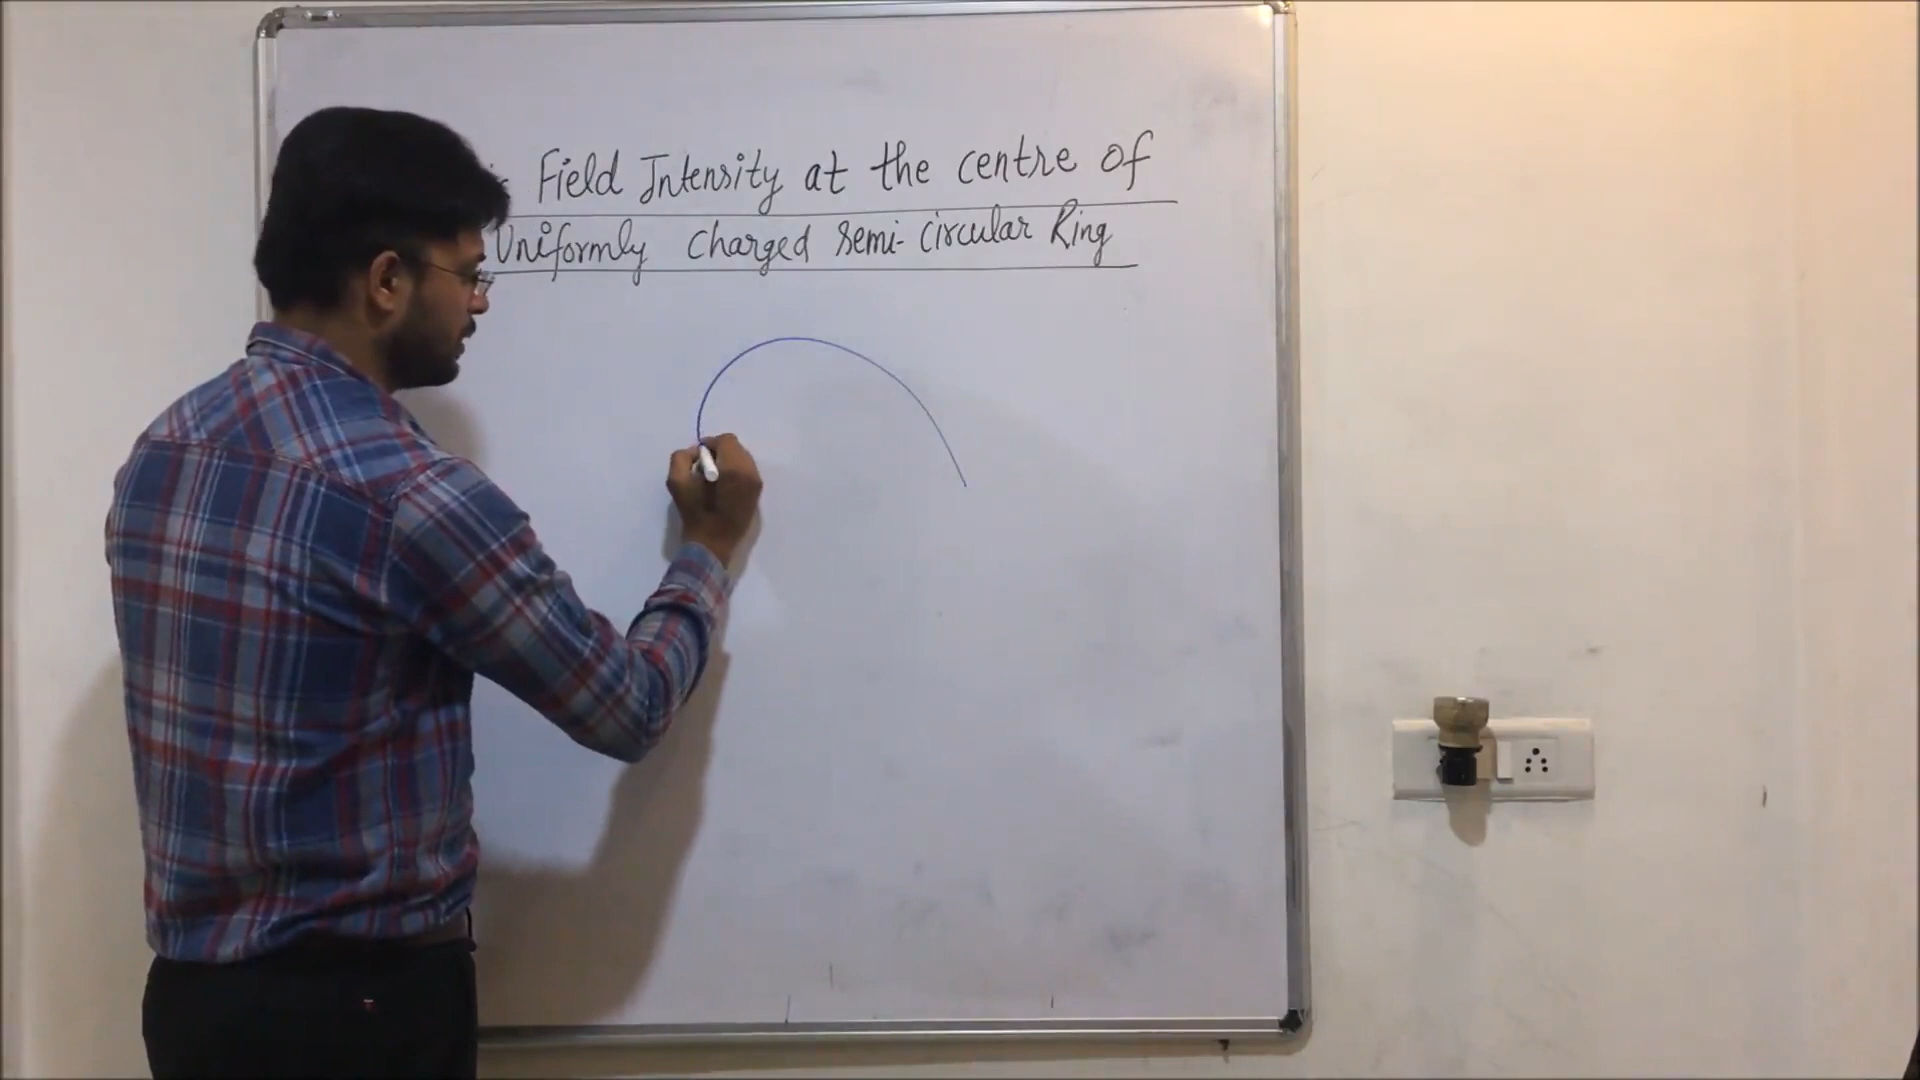 Field Intensity at the centre of
Uniformly charged semi-circular Ring